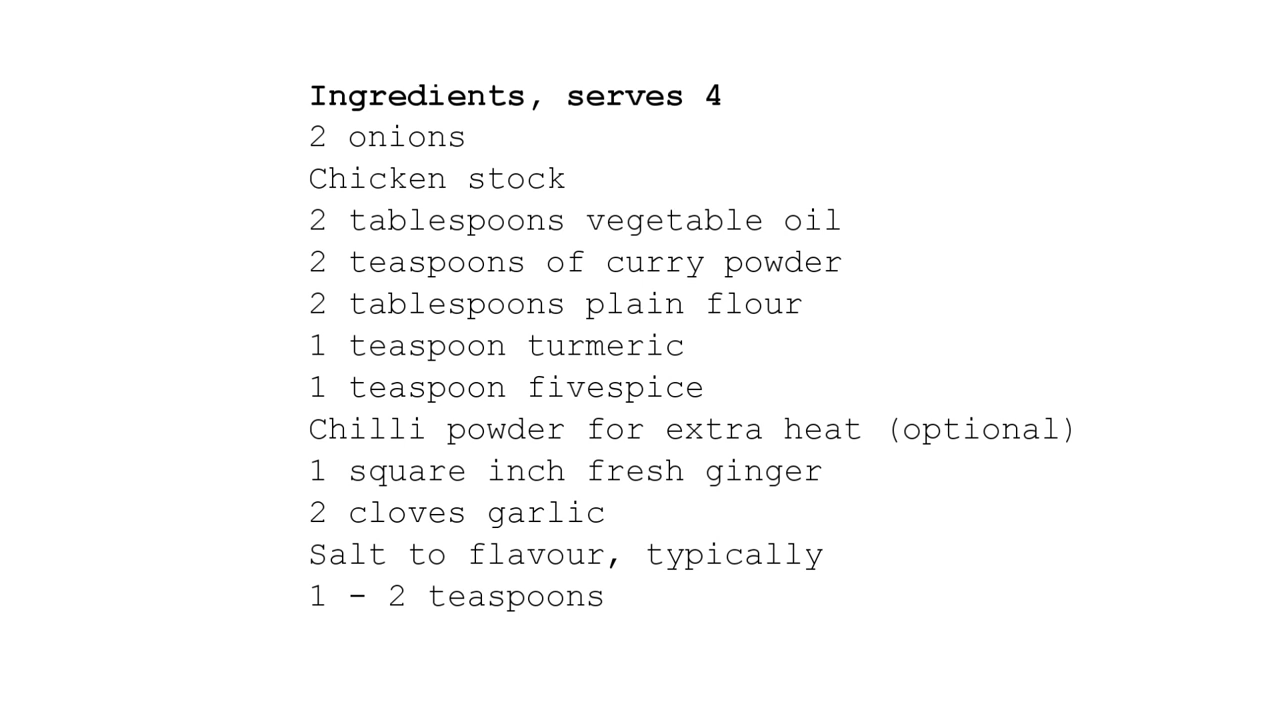 Ingredients, serves 4
2 onions
Chicken stock
2 tablespoons vegetable oil
2 teaspoons of curry powder
2 tablespoons plain flour
1 teaspoon turmeric
1 teaspoon fivespice
Chilli powder for extra heat (optional)
1 square inch fresh ginger
2 cloves garlic
Salt to flavour, typically
1 - 2 teaspoons